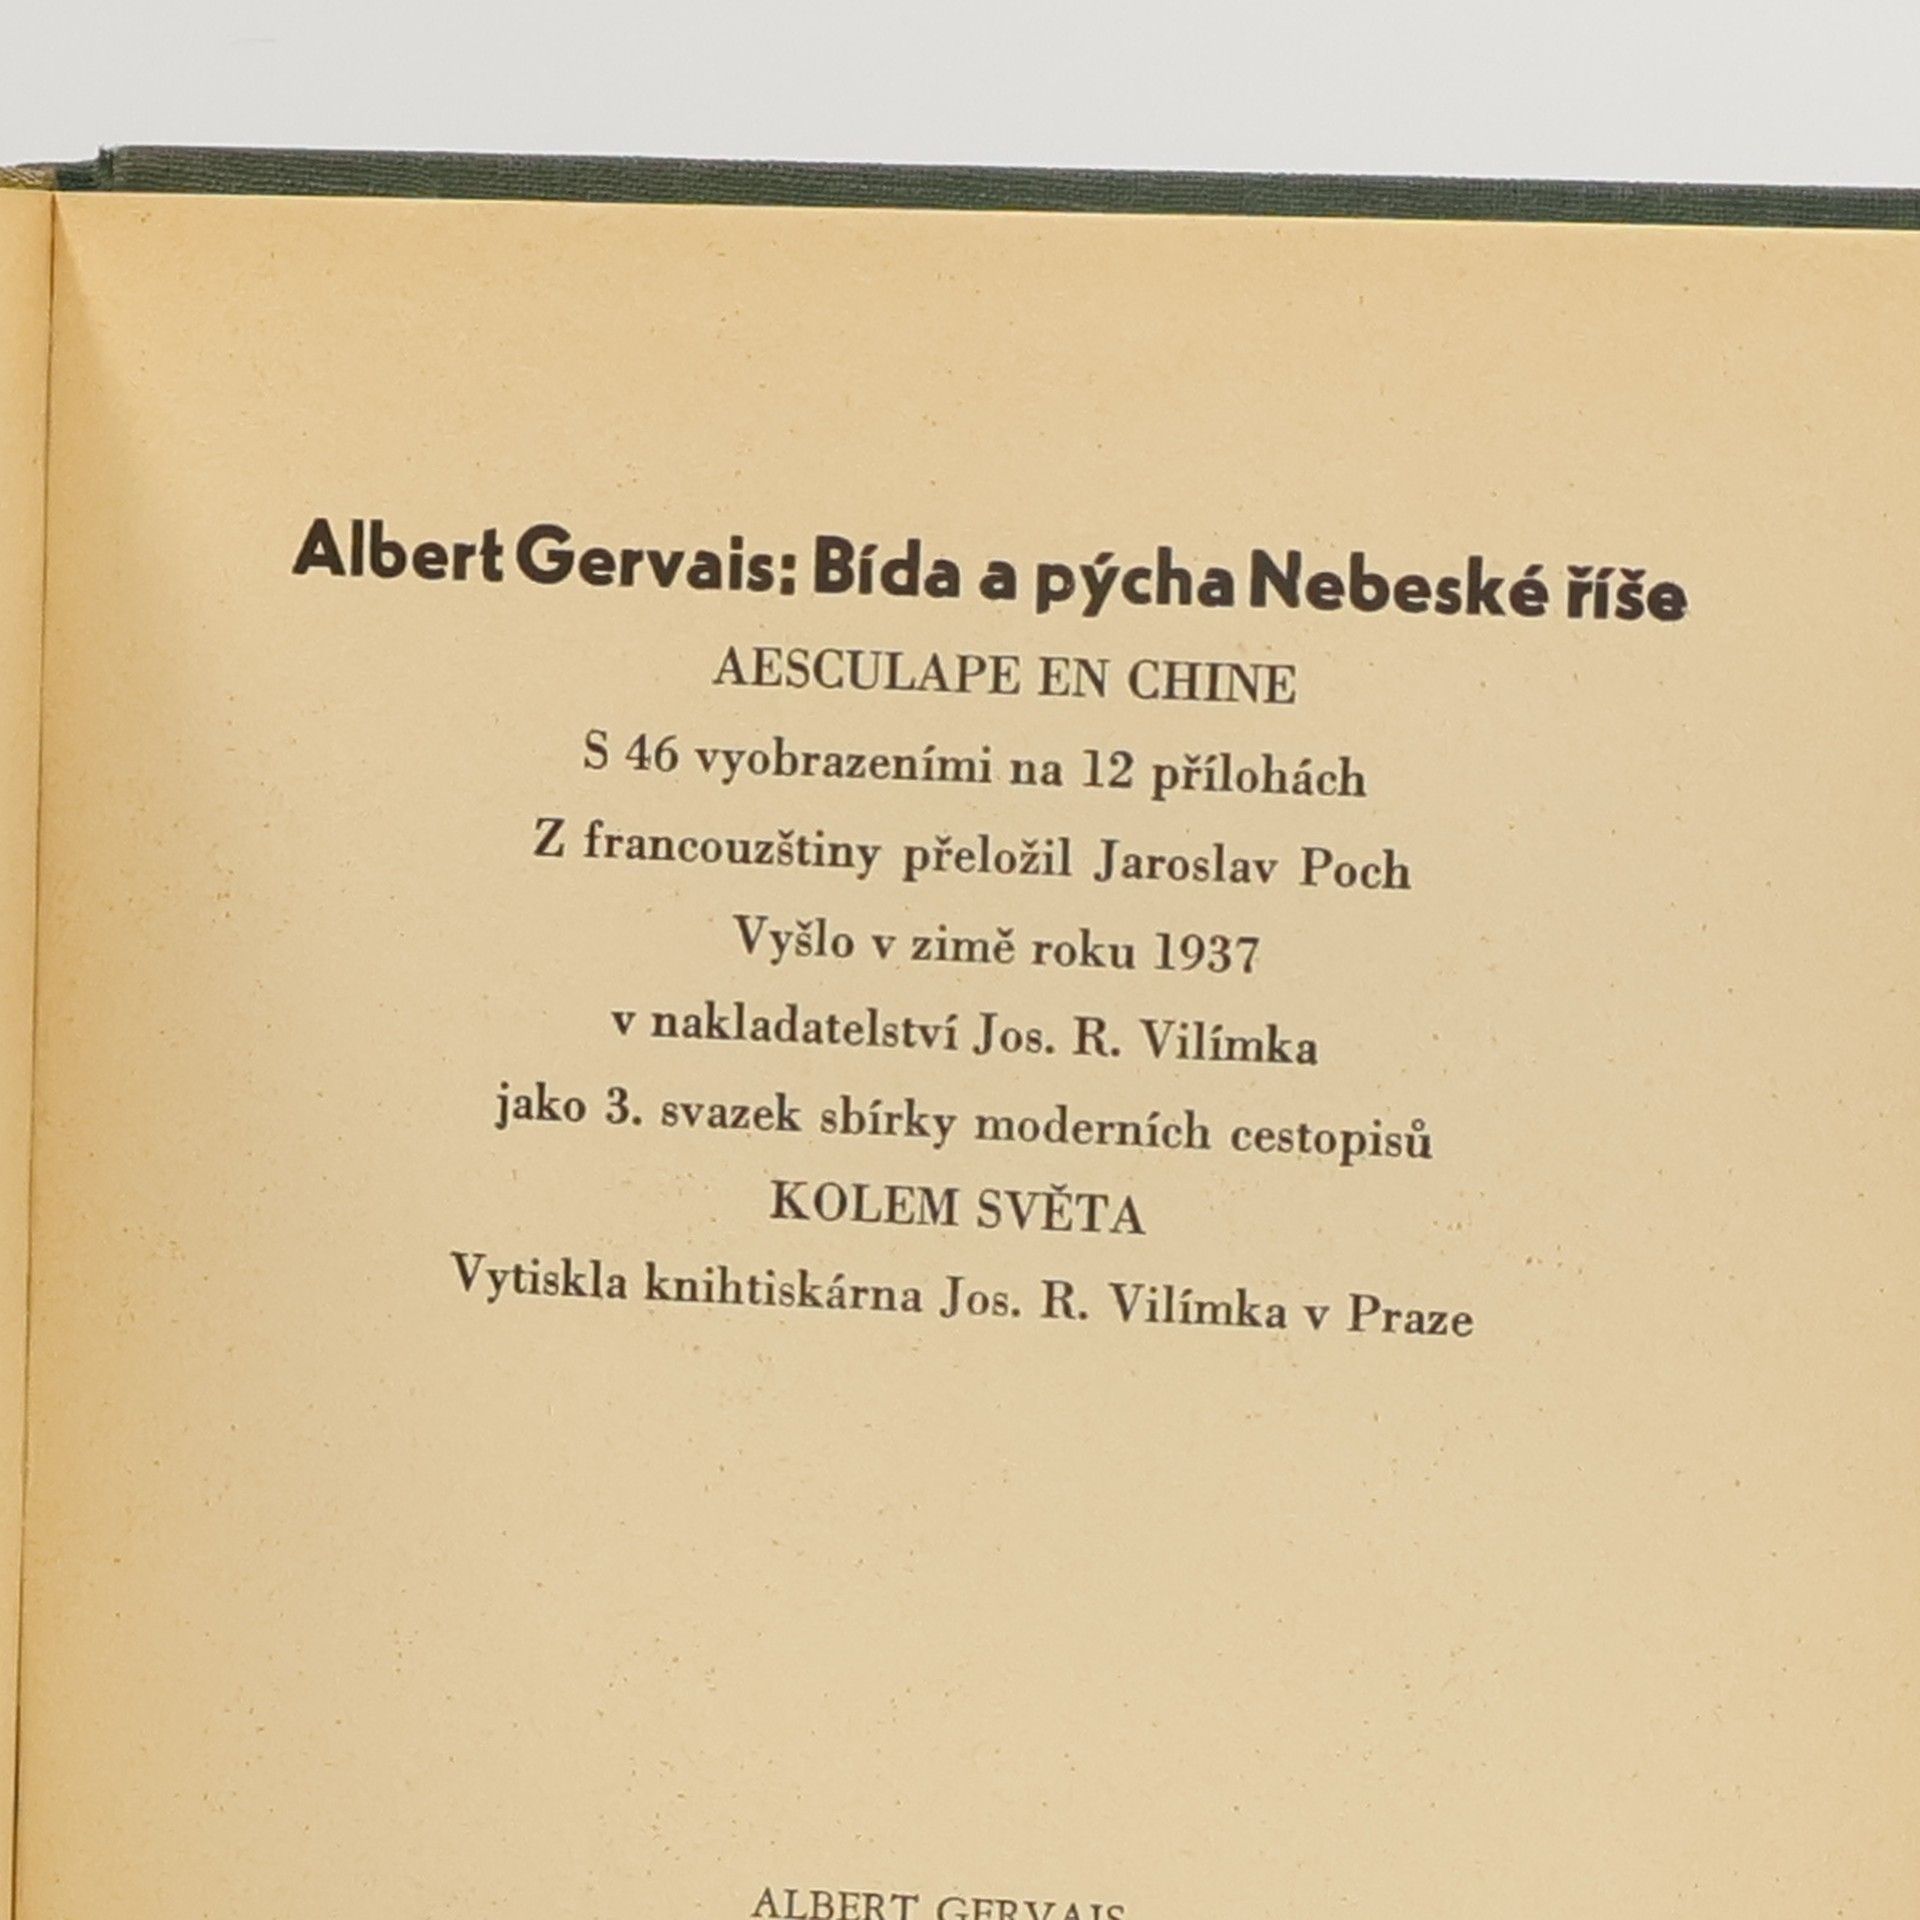 Albert Gervais: Bída a pýcha Nebeské říše
AESCULAPE EN CHINE
S 46 vyobrazeními na 12 přílohách
Z francouzštiny přeložil Jaroslav Poch
Vyšlo v zimě roku 1937
v nakladatelství Jos. R. Vilímka
jako 3. svazek sbírky moderních cestopisů
KOLEM SVĚTA
Vytiskla knihtiskárna Jos. R. Vilímka v Praze
ALBERT GERVAIS